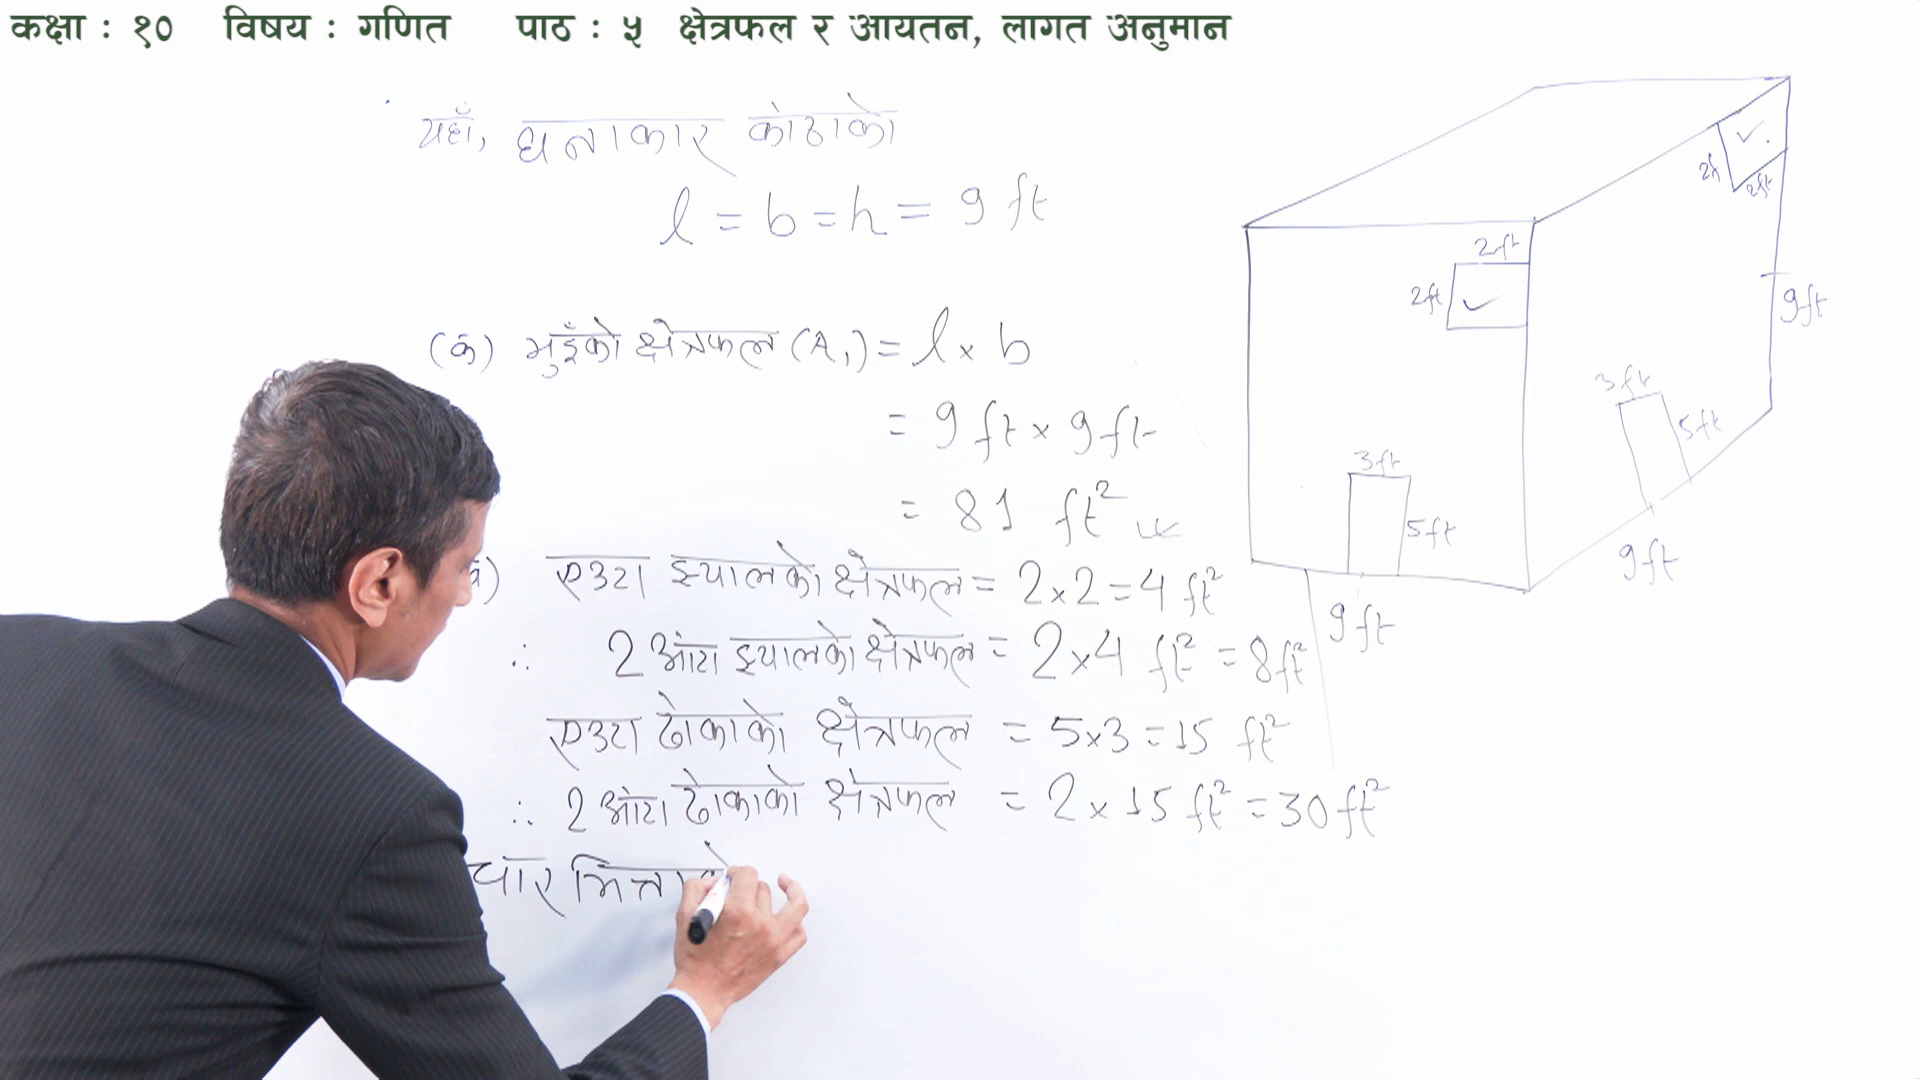 कक्षा : १० विषय : गणित पाठ : ५ क्षेत्रफल र आयतन, लागत अनुमान
यहाँ, घनाकार कोठाको
l = b = h = 9 ft
(क) भुइँको क्षेत्रफल (A₁) = l × b
= 9 ft × 9 ft
= 81 ft²
एउटा झ्यालको क्षेत्रफल = 2×2 = 4 ft²
∴ 2 ओटा झ्यालको क्षेत्रफल = 2×4 ft² = 8 ft²
एउटा ढोकाको क्षेत्रफल = 5×3 = 15 ft²
∴ 2 ओटा ढोकाको क्षेत्रफल = 2 × 15 ft² = 30 ft²
चार भित्ताको
2ft
2ft
2ft
2ft
9ft
3ft
5ft
3ft
5ft
9ft
9ft